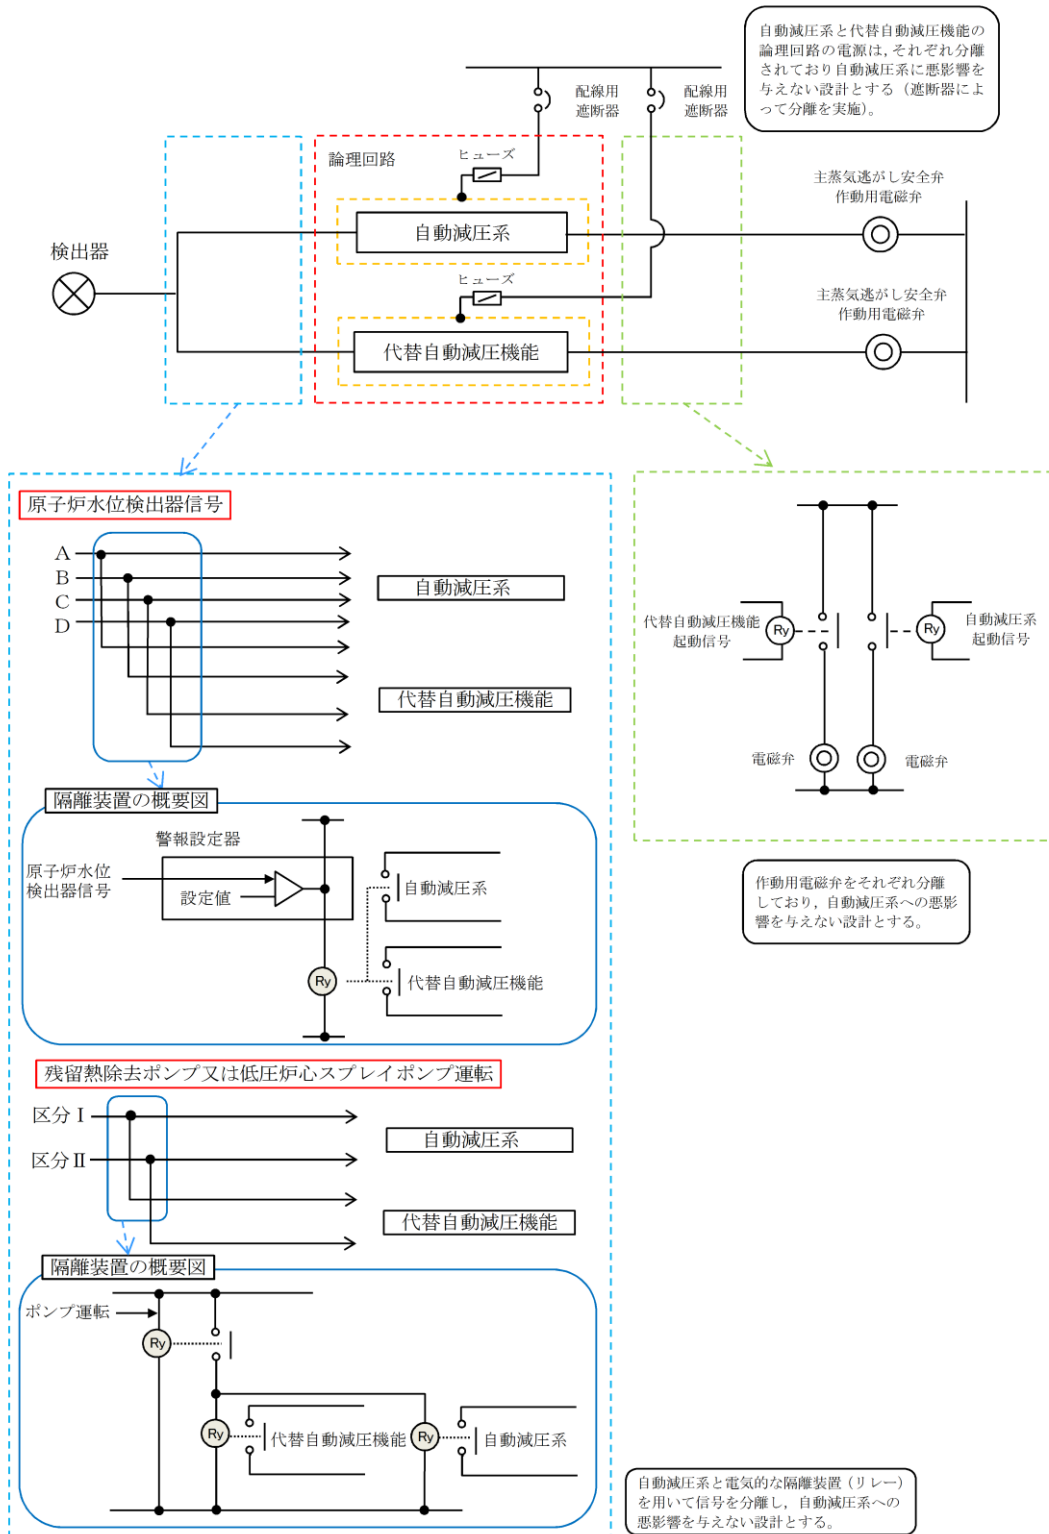 自動減圧系と代替自動減圧機能の
論理回路の電源は,それぞれ分離
されており自動減圧系に悪影響を
与えない設計とする（遮断器によ
って分離を実施）。
配線用
遮断器
配線用
遮断器
論理回路
ヒューズ
主蒸気逃がし安全弁
作動用電磁弁
自動減圧系
検出器
ヒューズ
主蒸気逃がし安全弁
作動用電磁弁
代替自動減圧機能
原子炉水位検出器信号
A
B
C
D
自動減圧系
代替自動減圧機能
隔離装置の概要図
警報設定器
原子炉水位
検出器信号
設定値
自動減圧系
Ry
代替自動減圧機能
残留熱除去ポンプ又は低圧炉心スプレイポンプ運転
区分Ⅰ
自動減圧系
区分Ⅱ
代替自動減圧機能
隔離装置の概要図
ポンプ運転
Ry
Ry
代替自動減圧機能
Ry
自動減圧系
代替自動減圧機能
起動信号
Ry
Ry
自動減圧系
起動信号
電磁弁
電磁弁
作動用電磁弁をそれぞれ分離
しており，自動減圧系への悪影
響を与えない設計とする。
自動減圧系と電気的な隔離装置（リレー）
を用いて信号を分離し，自動減圧系への
悪影響を与えない設計とする。